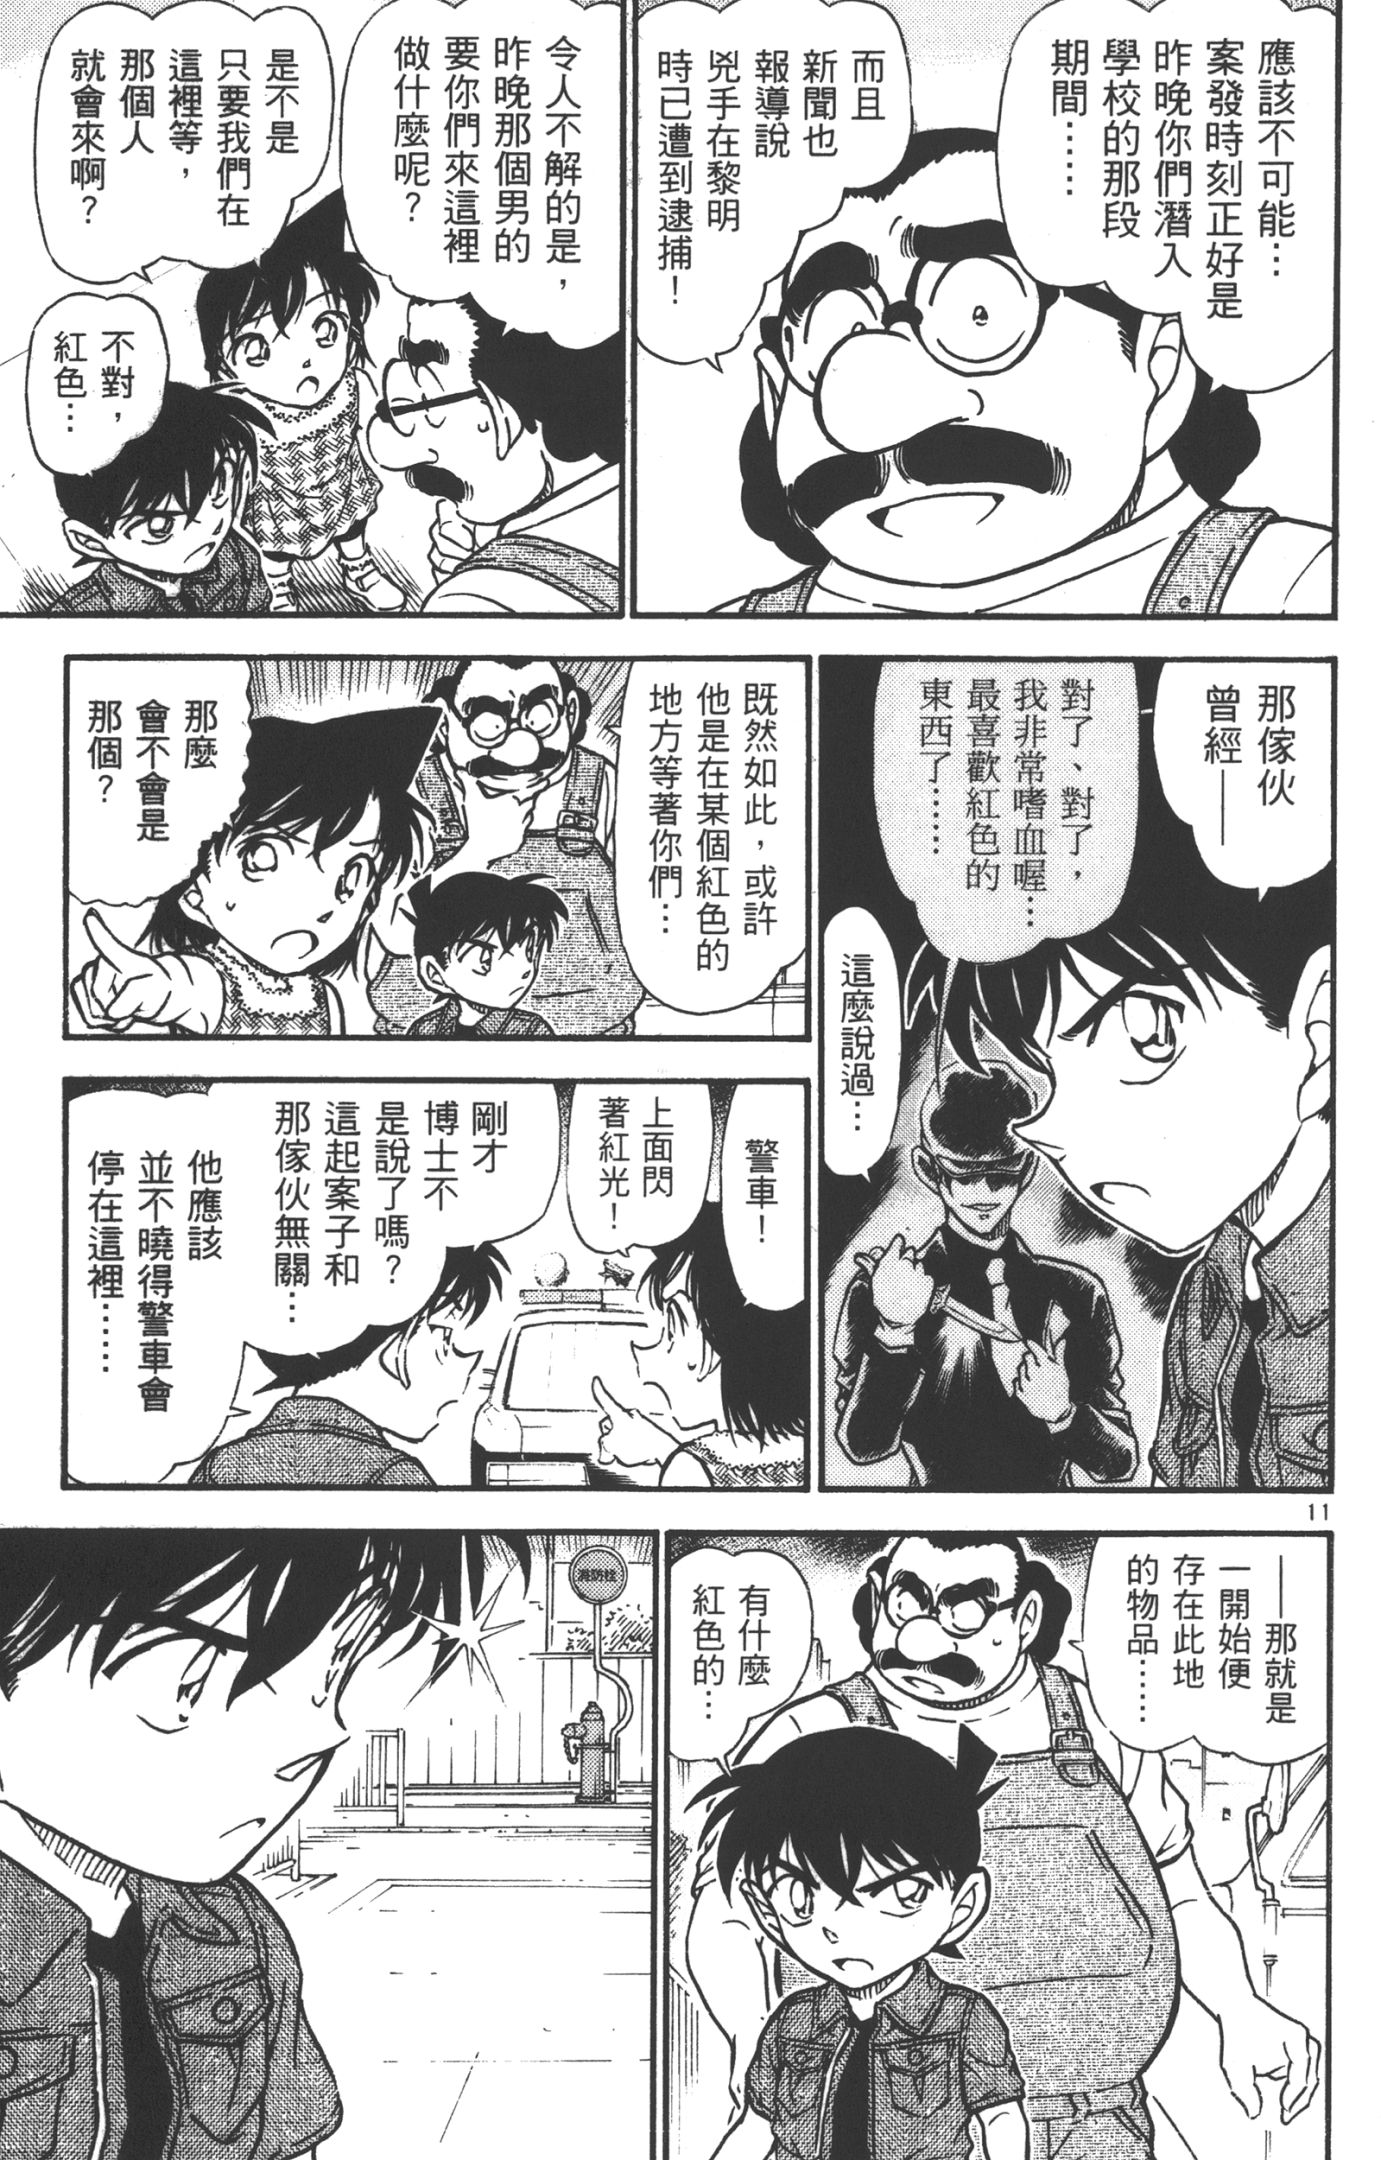 應該不可能…
案發時刻正好是
昨晚你們潛入
學校的那段
期間……
而且
新聞也
報導說
兇手在黎明
時已遭到逮捕！
令人不解的是，
昨晚那個男的
要你們來這裡
做什麼呢？
是不是
只要我們在
這裡等，
那個人
就會來啊？
不對，
紅色…
那傢伙
曾經——
對了、對了，
我非常嗜血喔…
最喜歡紅色的
東西了……
這麼說過…
既然如此，或許
他是在某個紅色的
地方等著你們…
那麼
會不會是
那個？
警車！
上面閃
著紅光！
剛才
博士不
是說了嗎？
這起案子和
那傢伙無關…
他應該
並不曉得警車會
停在這裡……
11
——那就是
一開始便
存在此地
的物品……
有什麼
紅色的…
消防栓